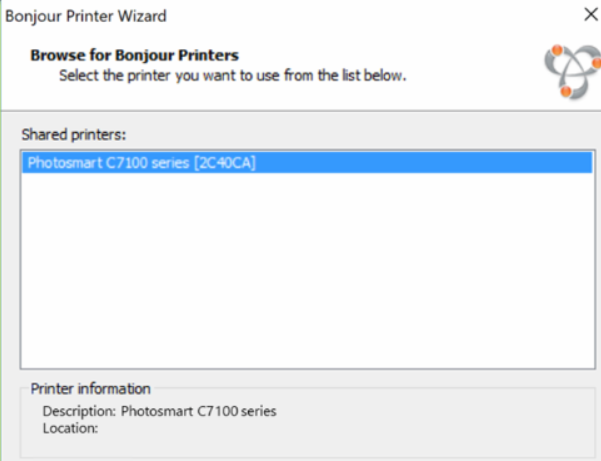 Bonjour Printer Wizard
Browse for Bonjour Printers
Select the printer you want to use from the list below.
Shared printers:
Photosmart C7100 series [2C40CA]
Printer information
Description: Photosmart C7100 series
Location: